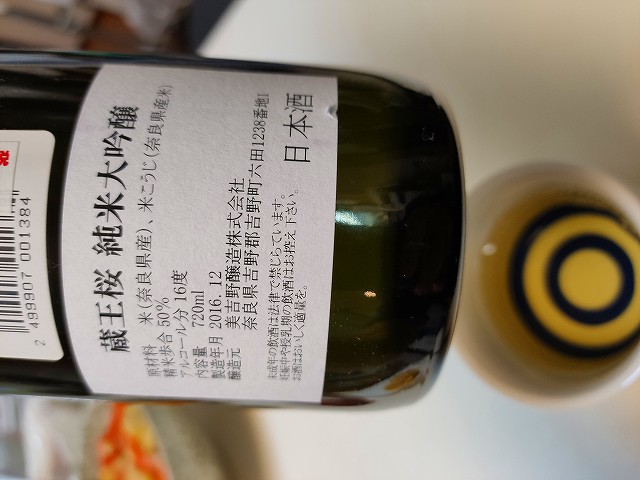 蔵王桜 純米大吟醸
原材料 米(奈良県産)、米こうじ(奈良県産米)
精米歩合 50%
アルコール分 16度
内容量 720ml
製造年月 2016.12
醸造元 美吉野醸造株式会社
奈良県吉野郡吉野町六田1238番地1
日本酒
未成年の飲酒は法律で禁じられています。
妊娠中や授乳期の飲酒はお控え下さい。
お酒はおいしく適量を。
2 499907 001384